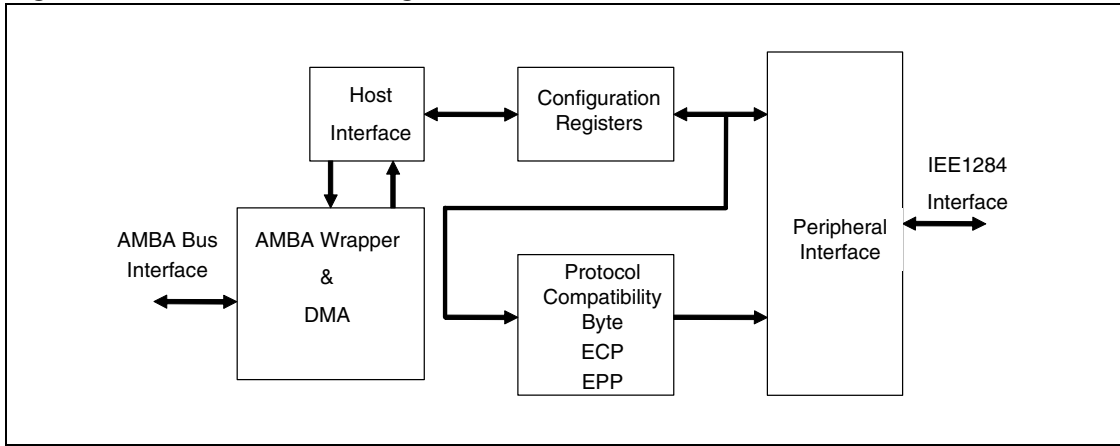 Host
Interface
Configuration
Registers
IEE1284
Interface
AMBA Bus
Interface
AMBA Wrapper
&
DMA
Peripheral
Interface
Protocol
Compatibility
Byte
ECP
EPP